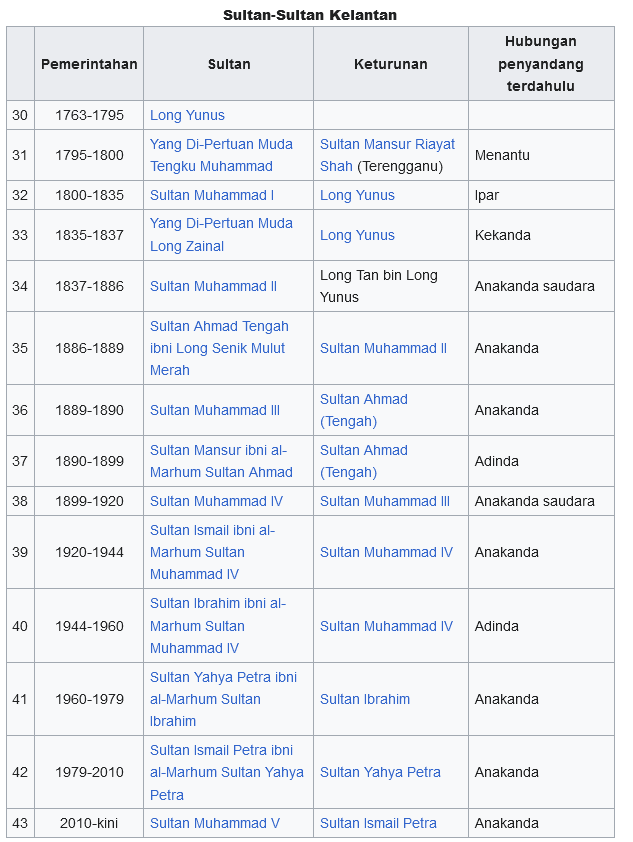 Sultan-Sultan Kelantan
Pemerintahan Sultan Keturunan Hubungan penyandang terdahulu
30 1763-1795 Long Yunus
31 1795-1800 Yang Di-Pertuan Muda Tengku Muhammad Sultan Mansur Riayat Shah (Terengganu) Menantu
32 1800-1835 Sultan Muhammad I Long Yunus Ipar
33 1835-1837 Yang Di-Pertuan Muda Long Zainal Long Yunus Kekanda
34 1837-1886 Sultan Muhammad II Long Tan bin Long Yunus Anakanda saudara
35 1886-1889 Sultan Ahmad Tengah ibni Long Senik Mulut Merah Sultan Muhammad II Anakanda
36 1889-1890 Sultan Muhammad III Sultan Ahmad (Tengah) Anakanda
37 1890-1899 Sultan Mansur ibni al-Marhum Sultan Ahmad Sultan Ahmad (Tengah) Adinda
38 1899-1920 Sultan Muhammad IV Sultan Muhammad III Anakanda saudara
39 1920-1944 Sultan Ismail ibni al-Marhum Sultan Muhammad IV Sultan Muhammad IV Anakanda
40 1944-1960 Sultan Ibrahim ibni al-Marhum Sultan Muhammad IV Sultan Muhammad IV Adinda
41 1960-1979 Sultan Yahya Petra ibni al-Marhum Sultan Ibrahim Sultan Ibrahim Anakanda
42 1979-2010 Sultan Ismail Petra ibni al-Marhum Sultan Yahya Petra Sultan Yahya Petra Anakanda
43 2010-kini Sultan Muhammad V Sultan Ismail Petra Anakanda